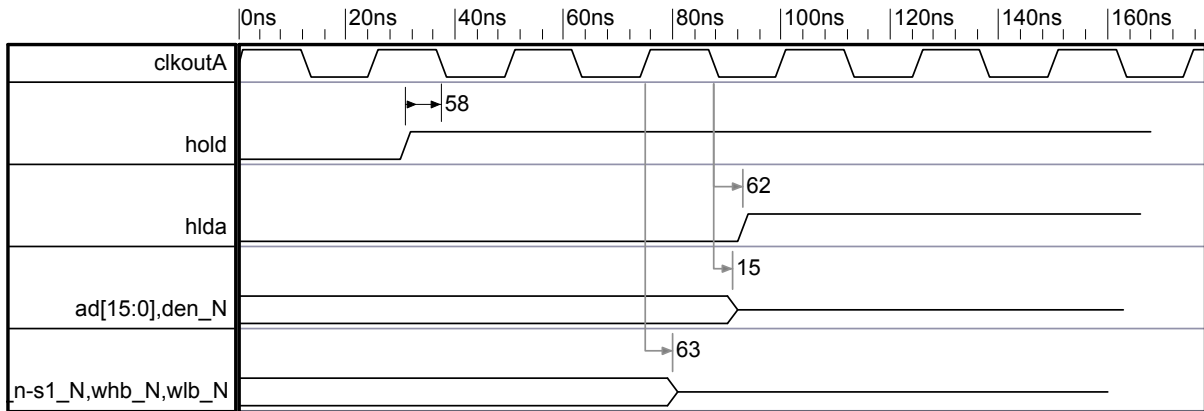 0ns 20ns 40ns 60ns 80ns 100ns 120ns 140ns 160ns
clkoutA
58
hold
62
hlda
15
ad[15:0],den_N
63
_n-s1_N,whb_N,wlb_N